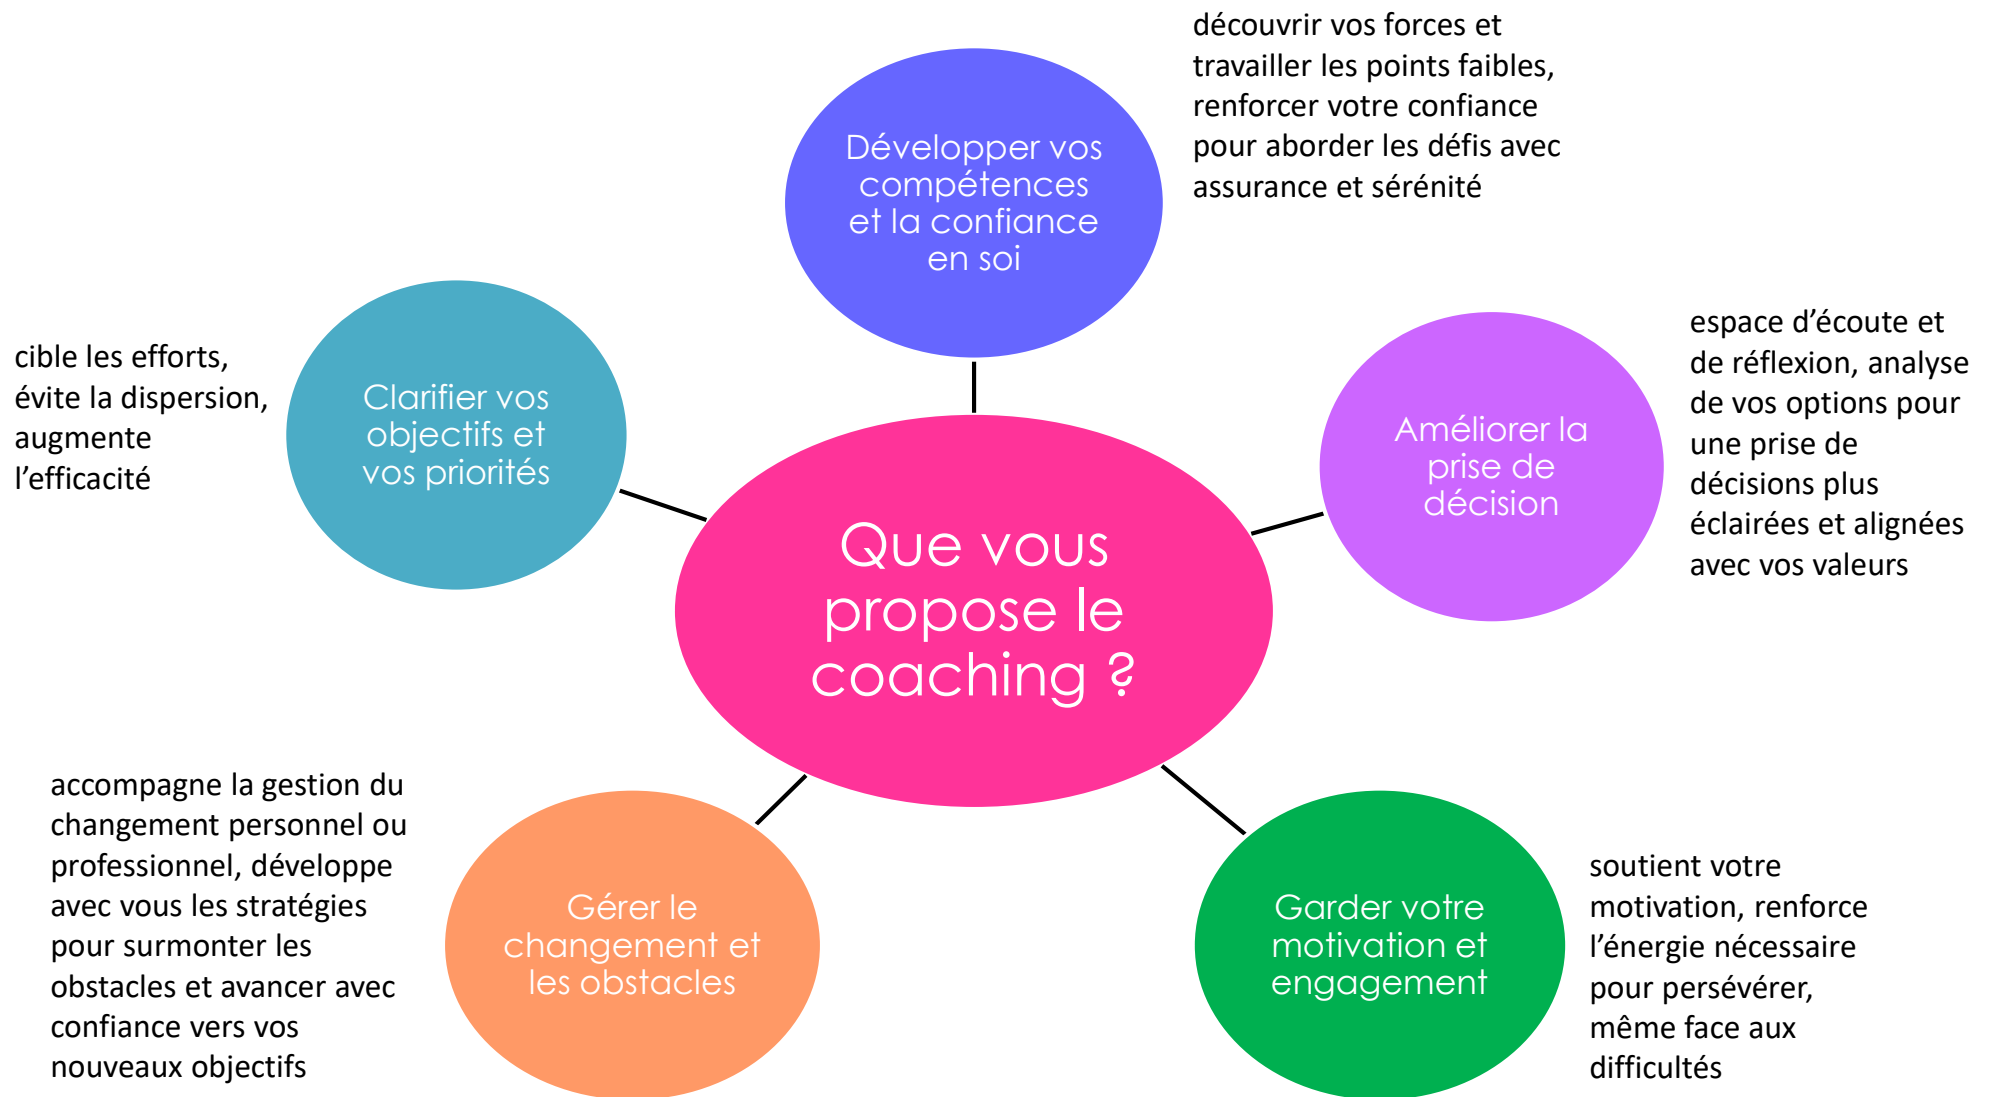 découvrir vos forces et
travailler les points faibles,
renforcer votre confiance
pour aborder les défis avec
assurance et sérénité
Développer vos
compétences
et la confiance
en soi
cible les efforts,
évite la dispersion,
augmente
l’efficacité
Clarifier vos
objectifs et
vos priorités
Améliorer la
prise de
décision
espace d’écoute et
de réflexion, analyse
de vos options pour
une prise de
décisions plus
éclairées et alignées
avec vos valeurs
Que vous
propose le
coaching ?
accompagne la gestion du
changement personnel ou
professionnel, développe
avec vous les stratégies
pour surmonter les
obstacles et avancer avec
confiance vers vos
nouveaux objectifs
Gérer le
changement et
les obstacles
Garder votre
motivation et
engagement
soutient votre
motivation, renforce
l’énergie nécessaire
pour persévérer,
même face aux
difficultés